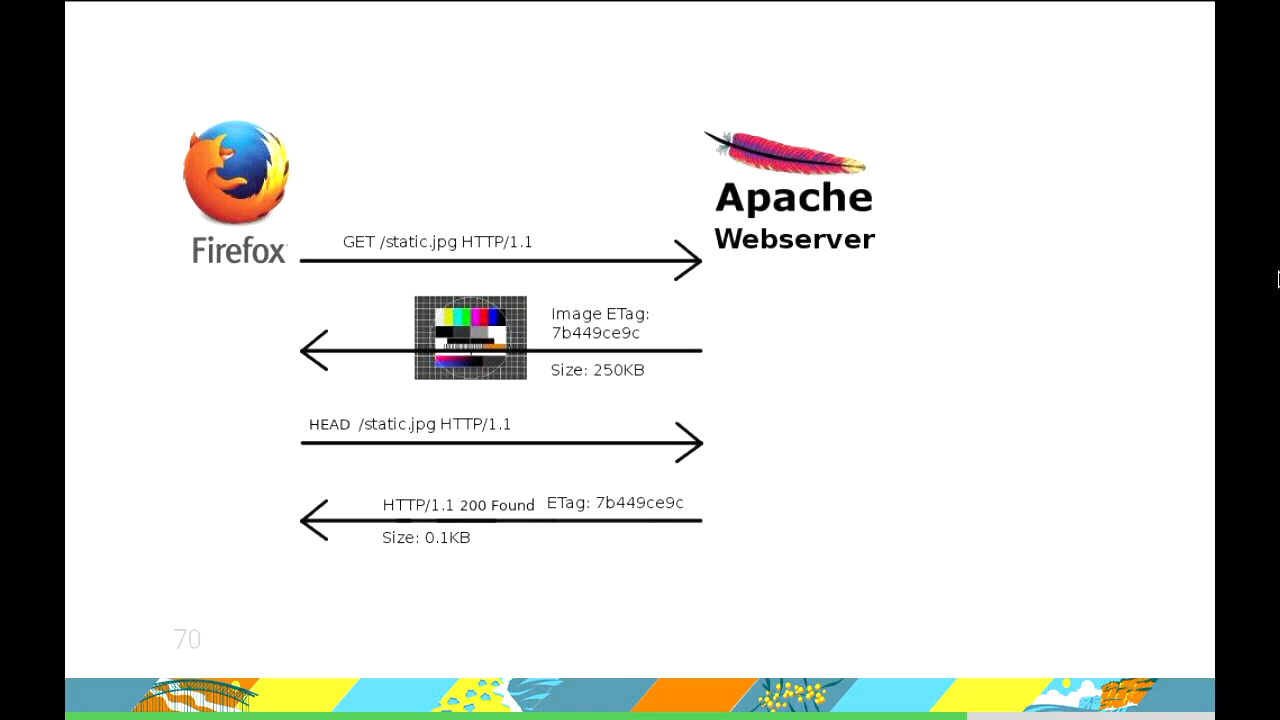 Firefox
Apache
Webserver
GET /static.jpg HTTP/1.1
Image ETag:
7b449ce9c
Size: 250KB
HEAD /static.jpg HTTP/1.1
HTTP/1.1 200 Found ETag: 7b449ce9c
Size: 0.1KB
70